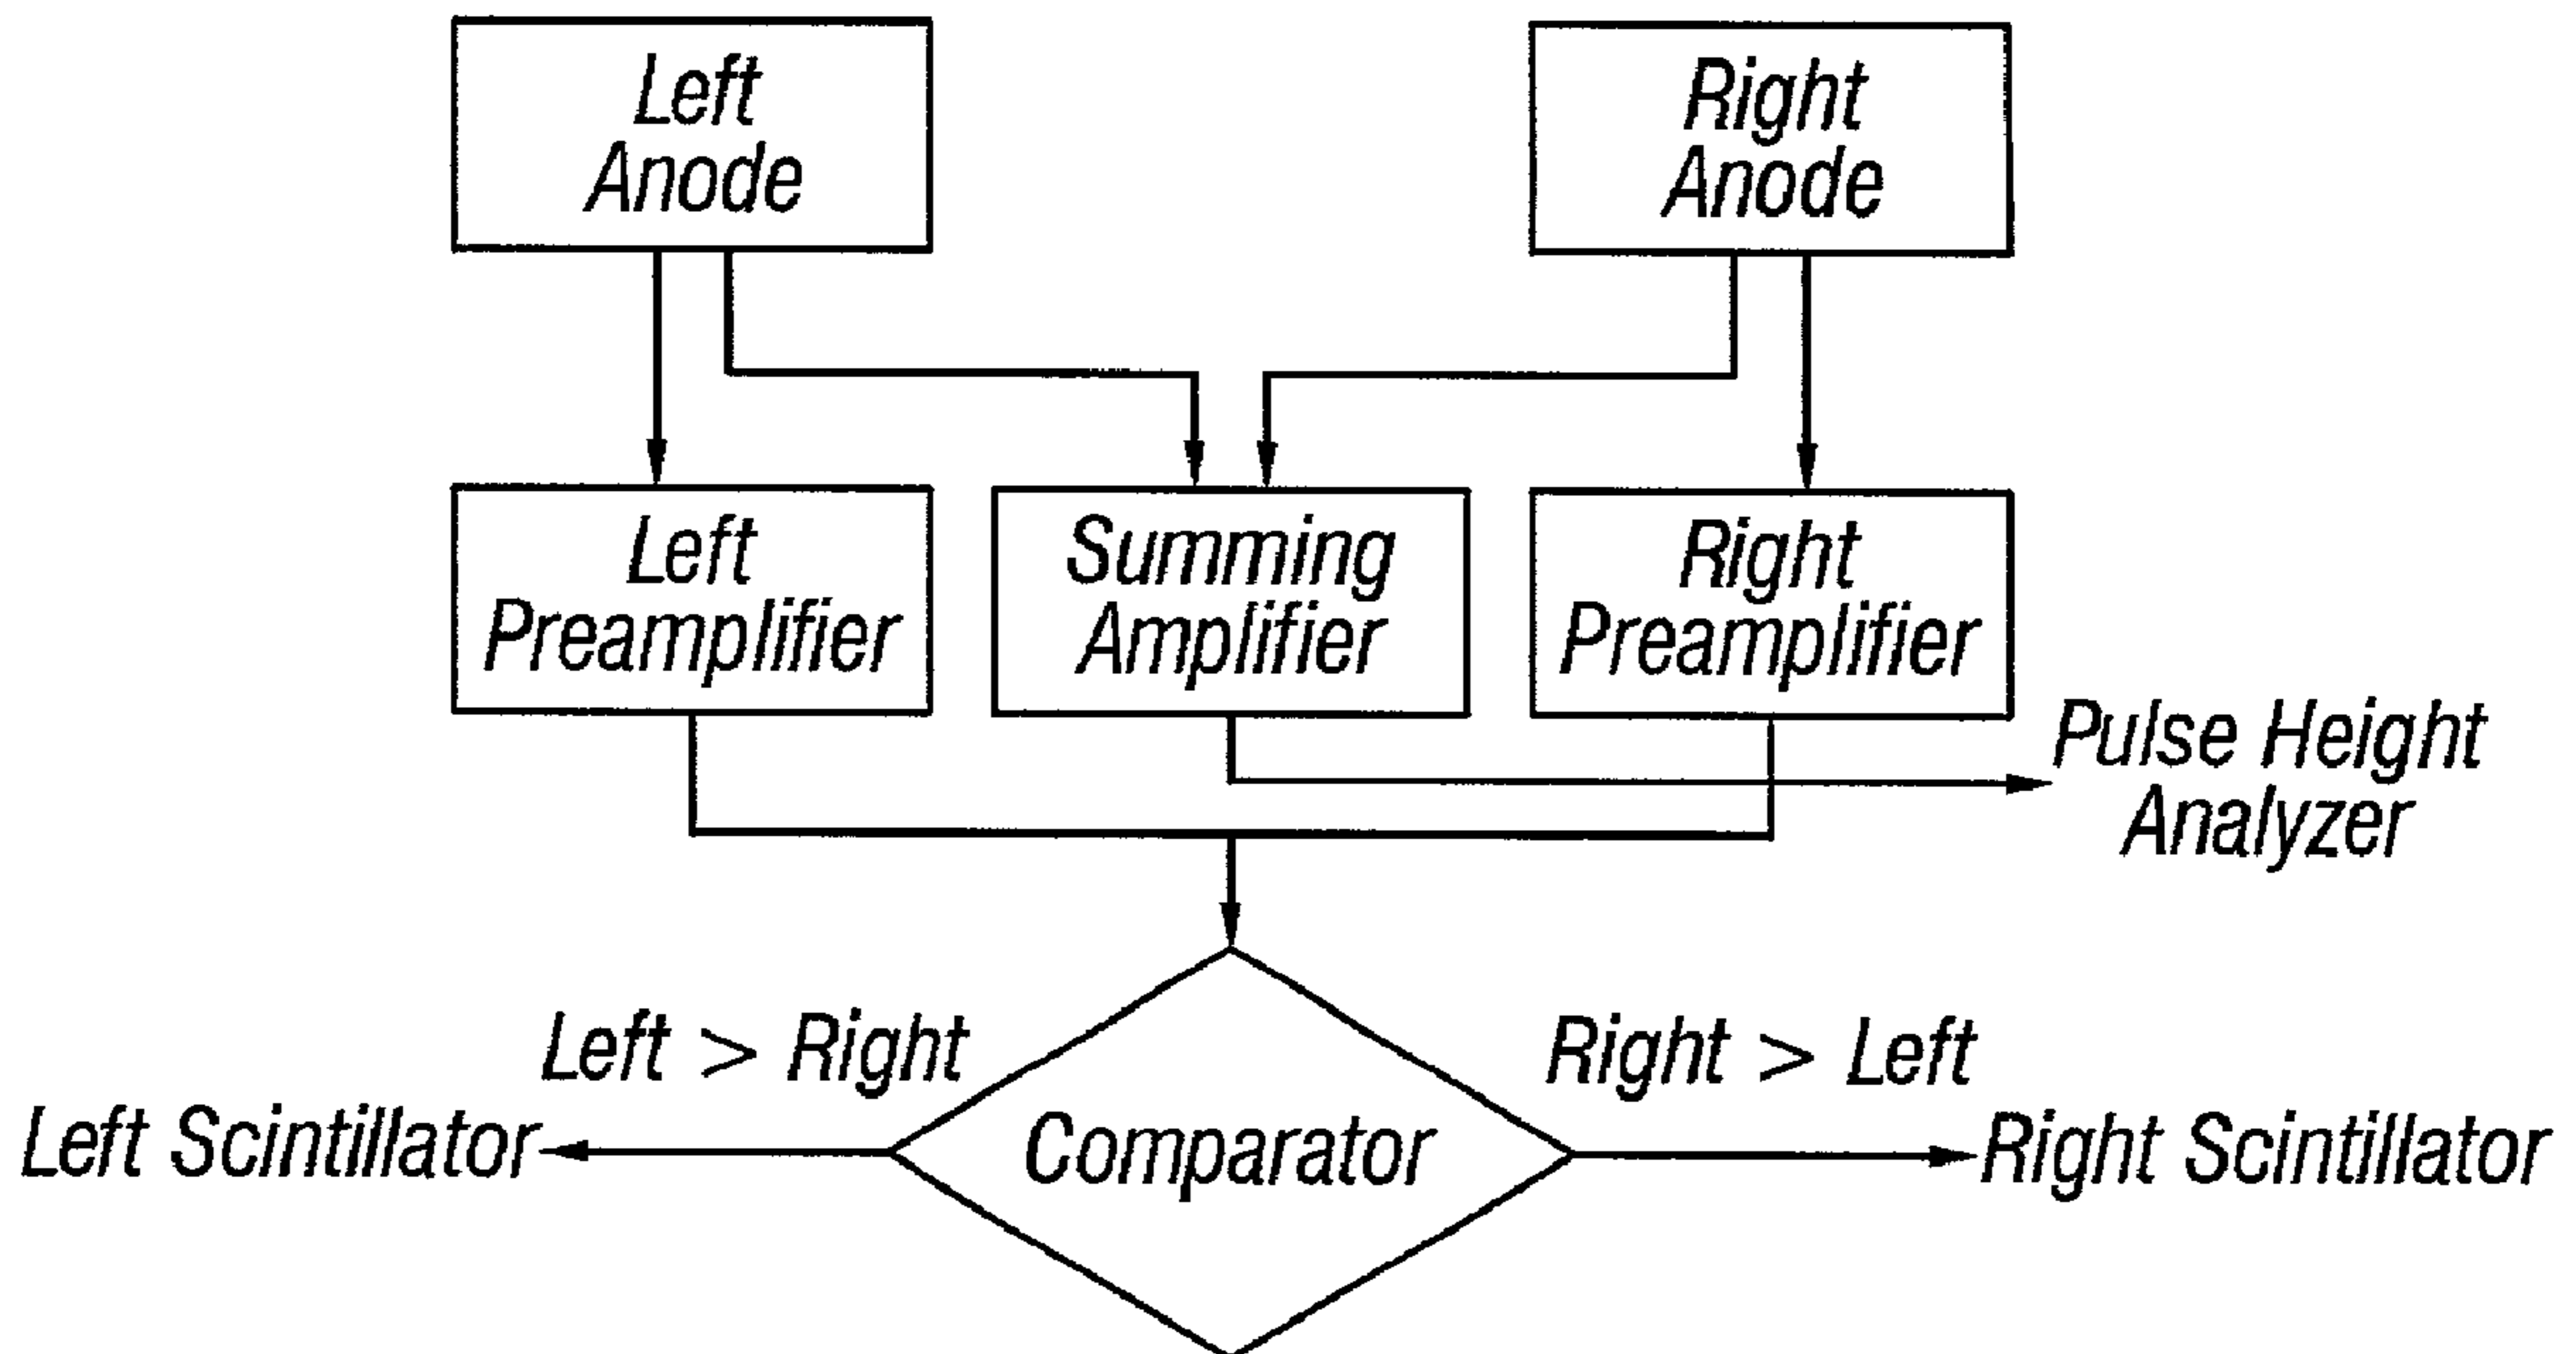 Left
Anode
Right
Anode
Left
Preamplifier
Summing
Amplifier
Right
Preamplifier
Pulse Height
Analyzer
Left > Right
Right > Left
Left Scintillator
Comparator
Right Scintillator